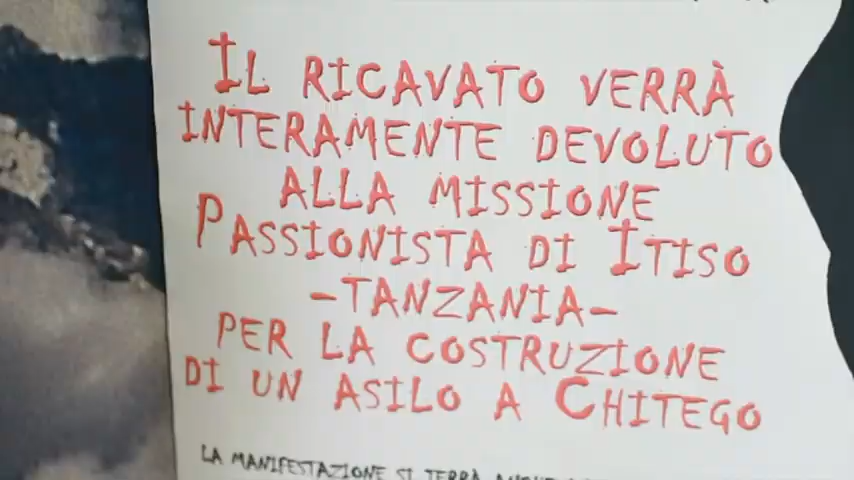 IL RICAVATO VERRÀ
INTERAMENTE DEVOLUTO
ALLA MISSIONE
PASSIONISTA DI ITISO
-TANZANIA-
PER LA COSTRUZIONE
DI UN ASILO A CHITEGO
LA MANIFESTAZIONE SI TERRÀ